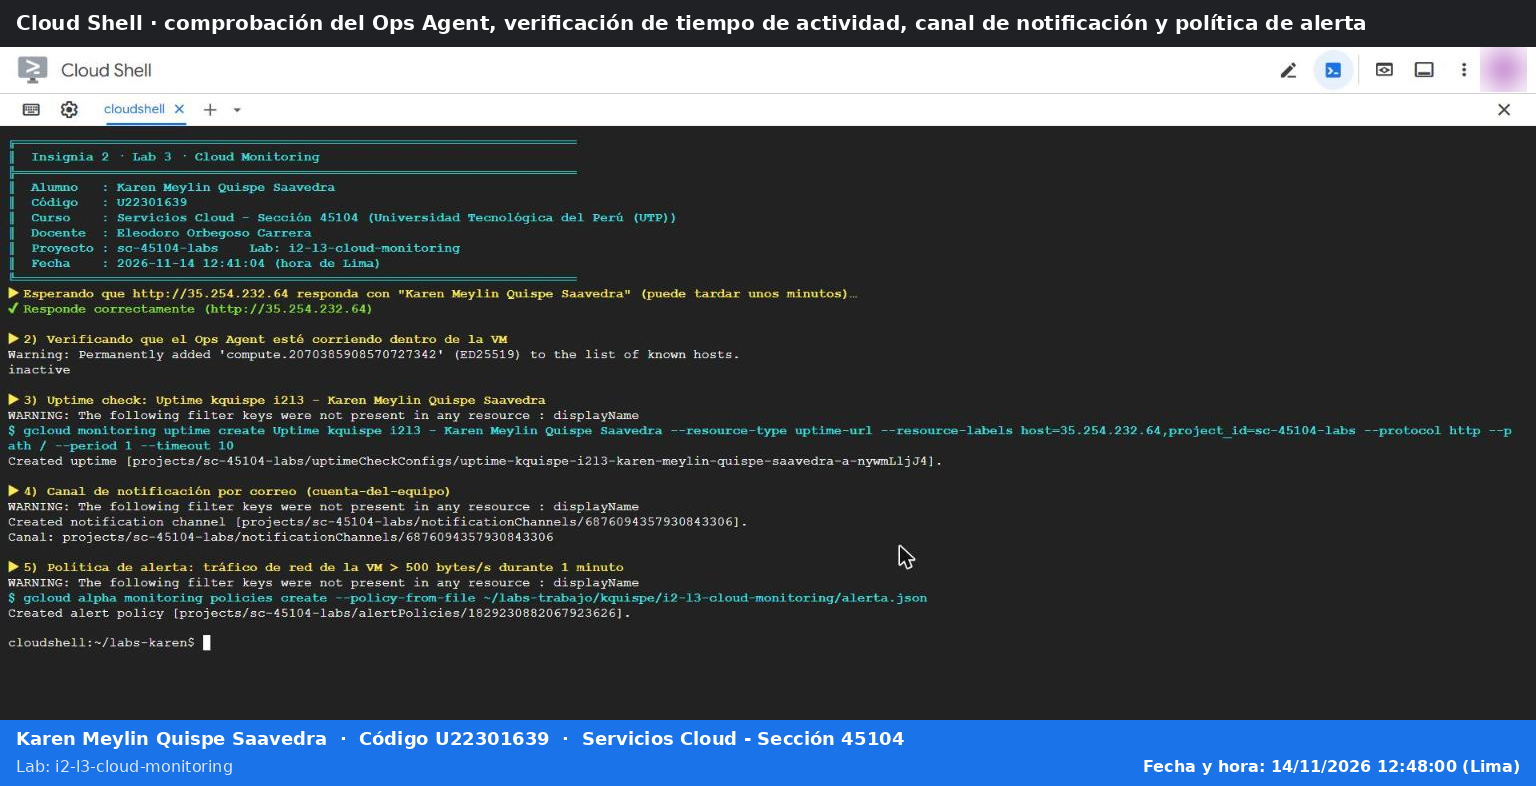 Cloud Shell · comprobación del Ops Agent, verificación de tiempo de actividad, canal de notificación y política de alerta
Cloud Shell
cloudshell
Insignia 2 · Lab 3 · Cloud Monitoring
Alumno : Karen Meylin Quispe Saavedra
Código : U22301639
Curso : Servicios Cloud - Sección 45104 (Universidad Tecnológica del Perú (UTP))
Docente : Eleodoro Orbegoso Carrera
Proyecto : sc-45104-labs Lab: i2-l3-cloud-monitoring
Fecha : 2026-11-14 12:41:04 (hora de Lima)
▶ Esperando que http://35.254.232.64 responda con "Karen Meylin Quispe Saavedra" (puede tardar unos minutos)…
✔ Responde correctamente (http://35.254.232.64)
▶ 2) Verificando que el Ops Agent esté corriendo dentro de la VM
Warning: Permanently added 'compute.2070385908570727342' (ED25519) to the list of known hosts.
inactive
▶ 3) Uptime check: Uptime kquispe i2l3 - Karen Meylin Quispe Saavedra
WARNING: The following filter keys were not present in any resource : displayName
$ gcloud monitoring uptime create Uptime kquispe i2l3 - Karen Meylin Quispe Saavedra --resource-type uptime-url --resource-labels host=35.254.232.64,project_id=sc-45104-labs --protocol http --p
ath / --period 1 --timeout 10
Created uptime [projects/sc-45104-labs/uptimeCheckConfigs/uptime-kquispe-i2l3-karen-meylin-quispe-saavedra-a-nywmLljJ4].
▶ 4) Canal de notificación por correo (cuenta-del-equipo)
WARNING: The following filter keys were not present in any resource : displayName
Created notification channel [projects/sc-45104-labs/notificationChannels/6876094357930843306].
Canal: projects/sc-45104-labs/notificationChannels/6876094357930843306
▶ 5) Política de alerta: tráfico de red de la VM > 500 bytes/s durante 1 minuto
WARNING: The following filter keys were not present in any resource : displayName
$ gcloud alpha monitoring policies create --policy-from-file ~/labs-trabajo/kquispe/i2-l3-cloud-monitoring/alerta.json
Created alert policy [projects/sc-45104-labs/alertPolicies/1829230882067923626].
cloudshell:~/labs-karen$
Karen Meylin Quispe Saavedra · Código U22301639 · Servicios Cloud - Sección 45104
Lab: i2-l3-cloud-monitoring
Fecha y hora: 14/11/2026 12:48:00 (Lima)